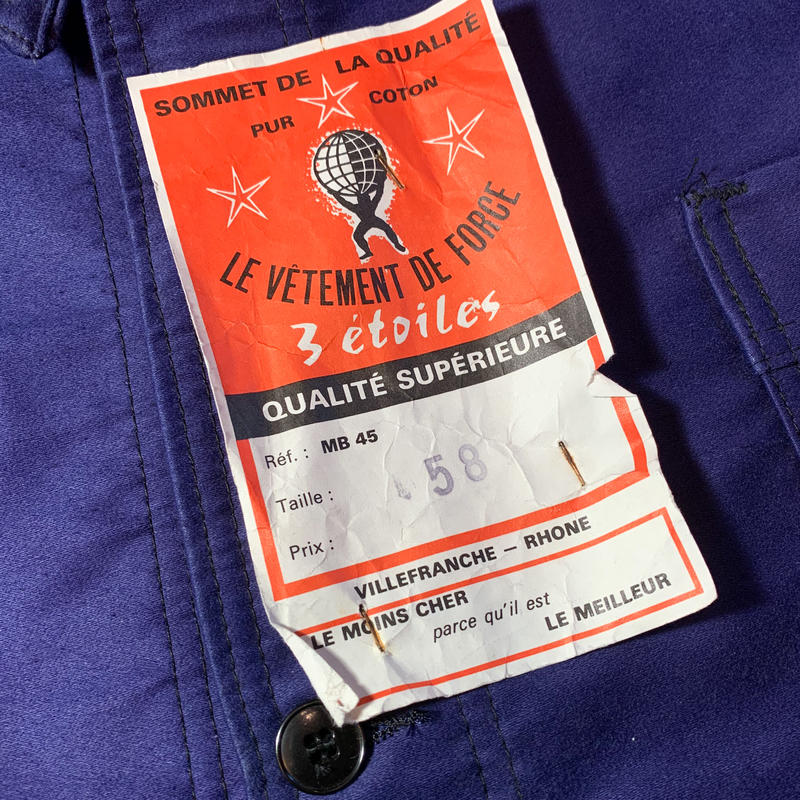 SOMMET DE LA QUALITÉ
PUR COTON
LE VÊTEMENT DE FORCE
3 étoiles
QUALITÉ SUPÉRIEURE
Réf. : MB 45
Taille : 58
Prix :
VILLEFRANCHE – RHONE
LE MOINS CHER
parce qu'il est
LE MEILLEUR